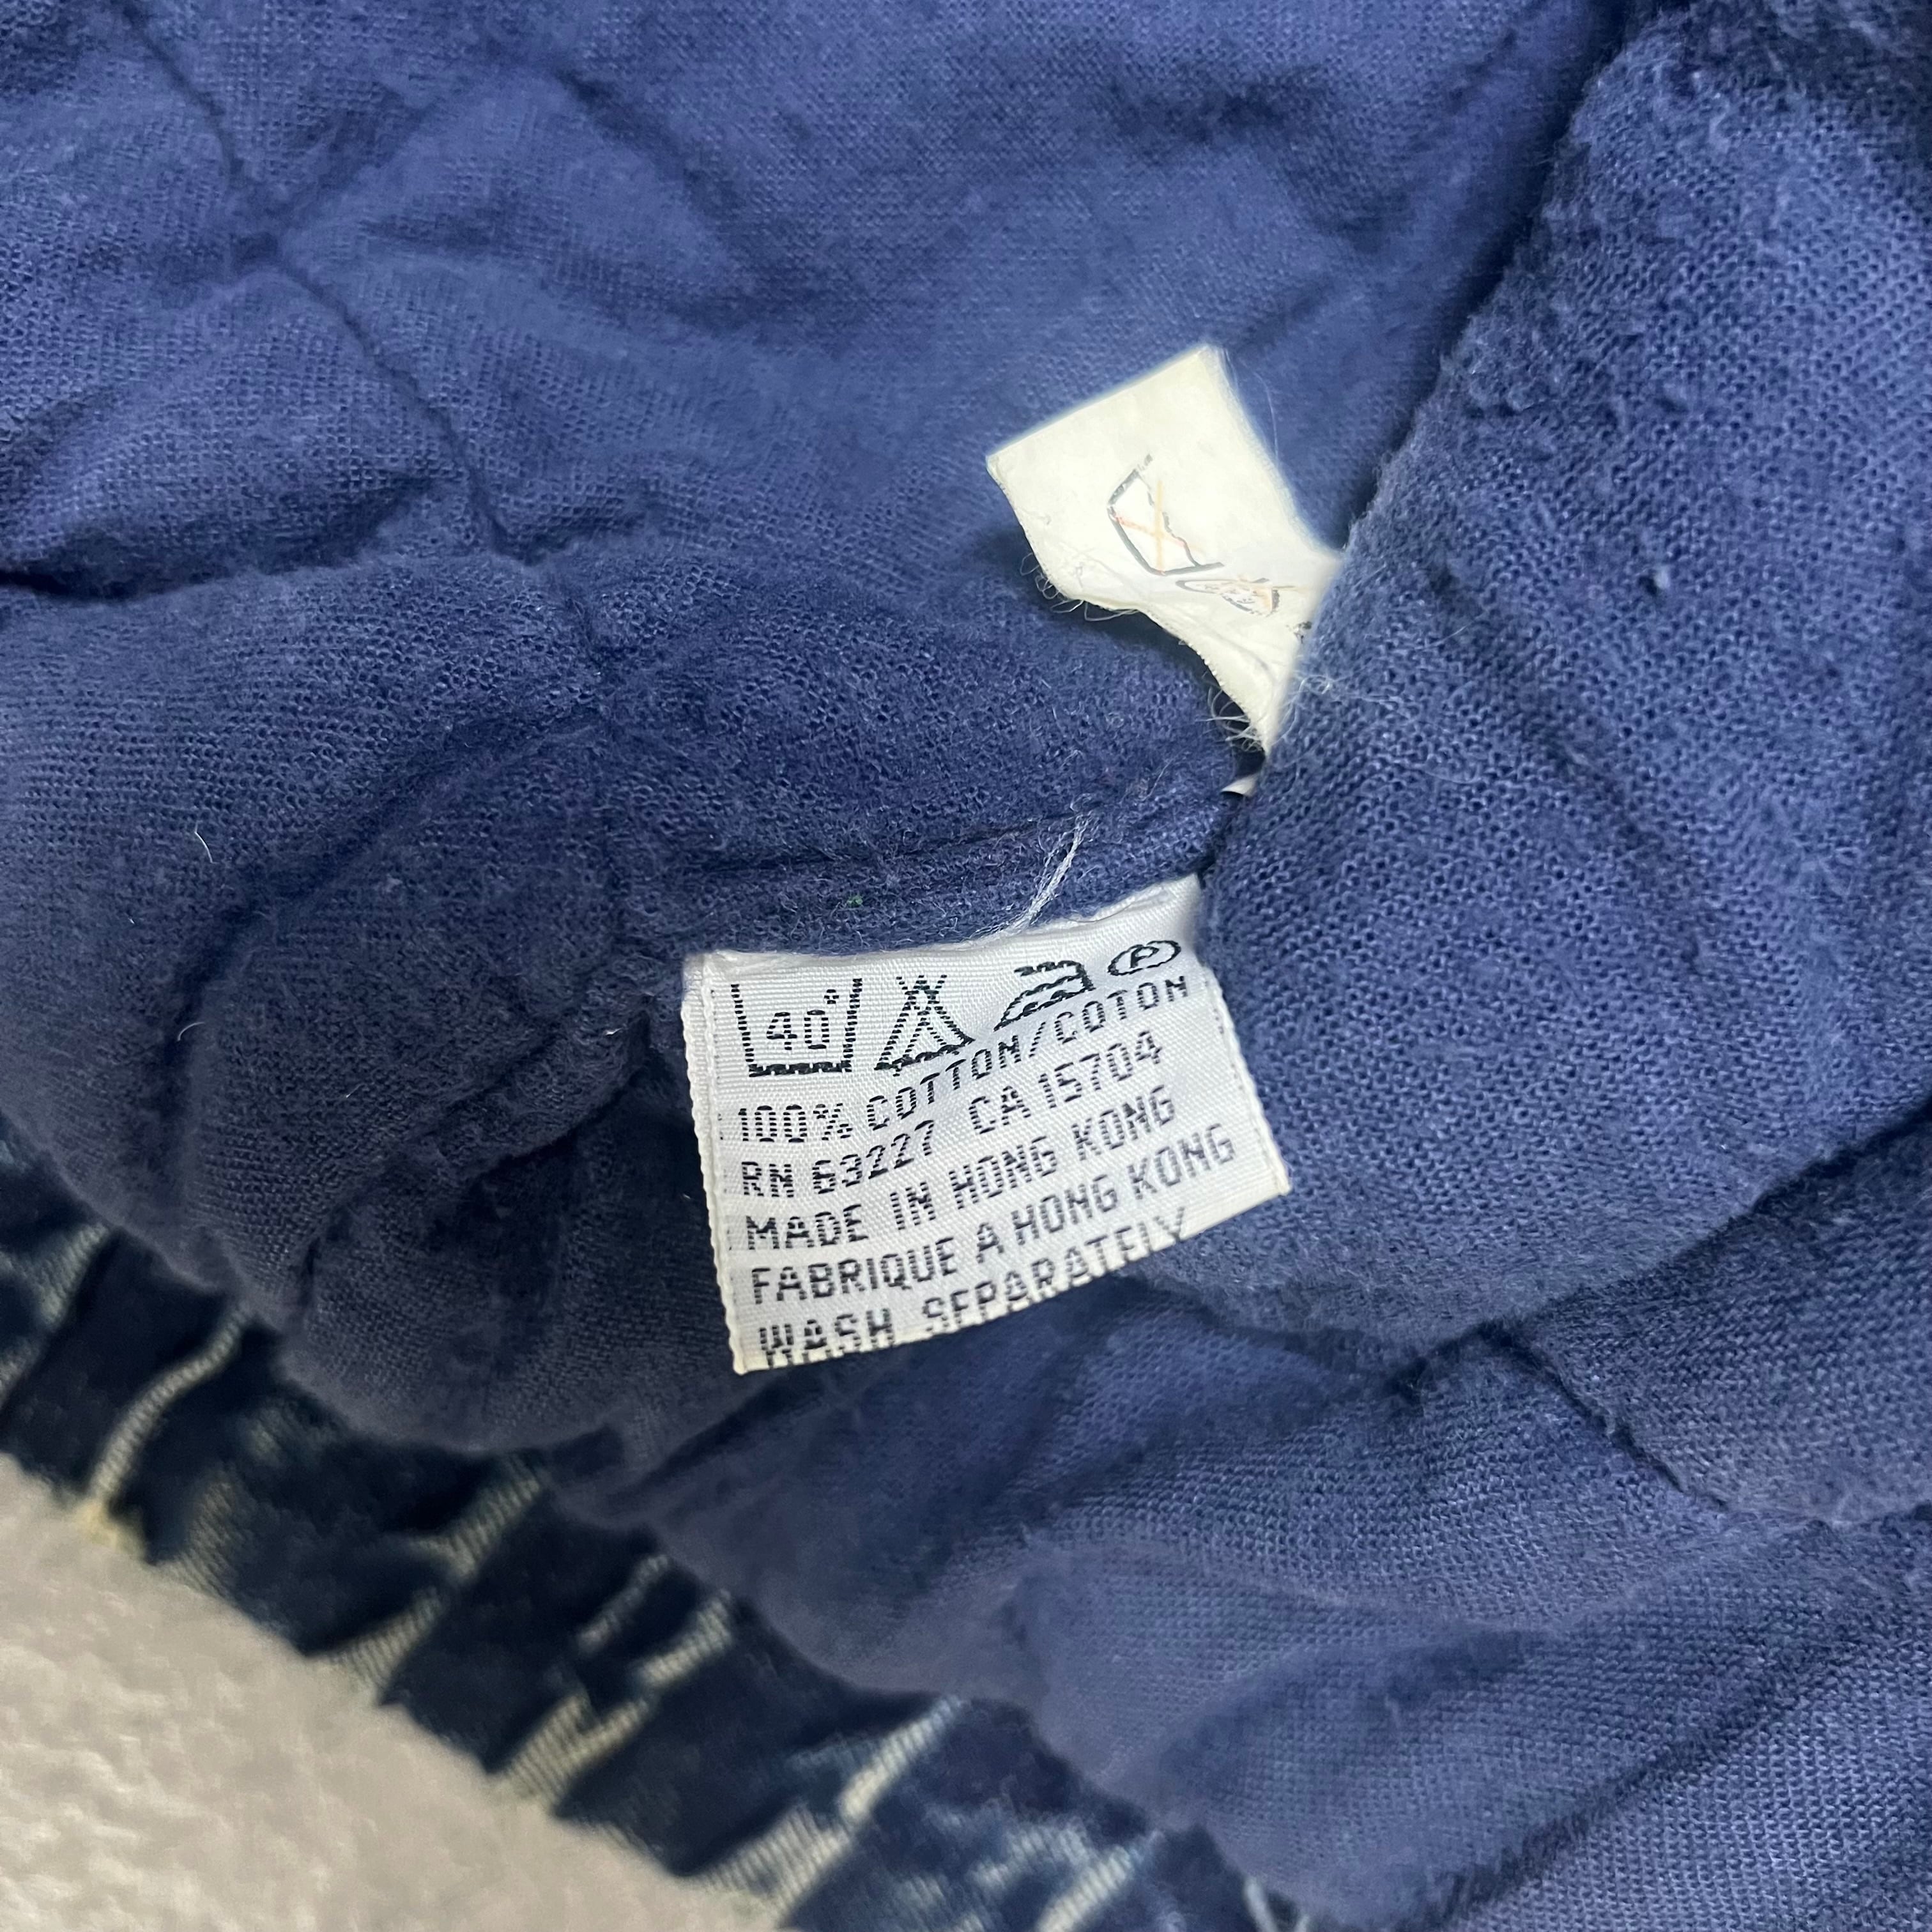 40°
P
100% COTTON/COTON
RN 63227 CA 15704
MADE IN HONG KONG
FABRIQUE A HONG KONG
WASH SEPARATELY